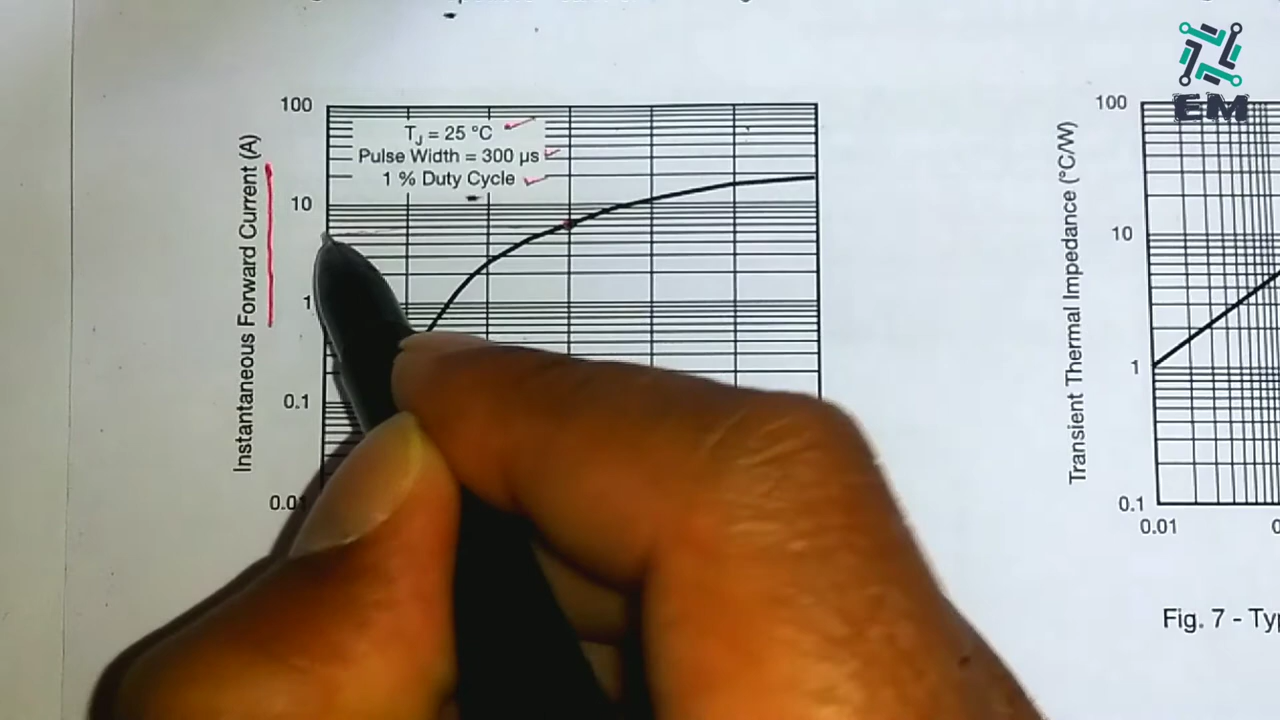 100
T_J = 25 °C
Pulse Width = 300 µs
1 % Duty Cycle
10
1
0.1
0.01
Instantaneous Forward Current (A)
EM
100
10
1
0.1
0.01
Transient Thermal Impedance (°C/W)
Fig. 7 - Typ